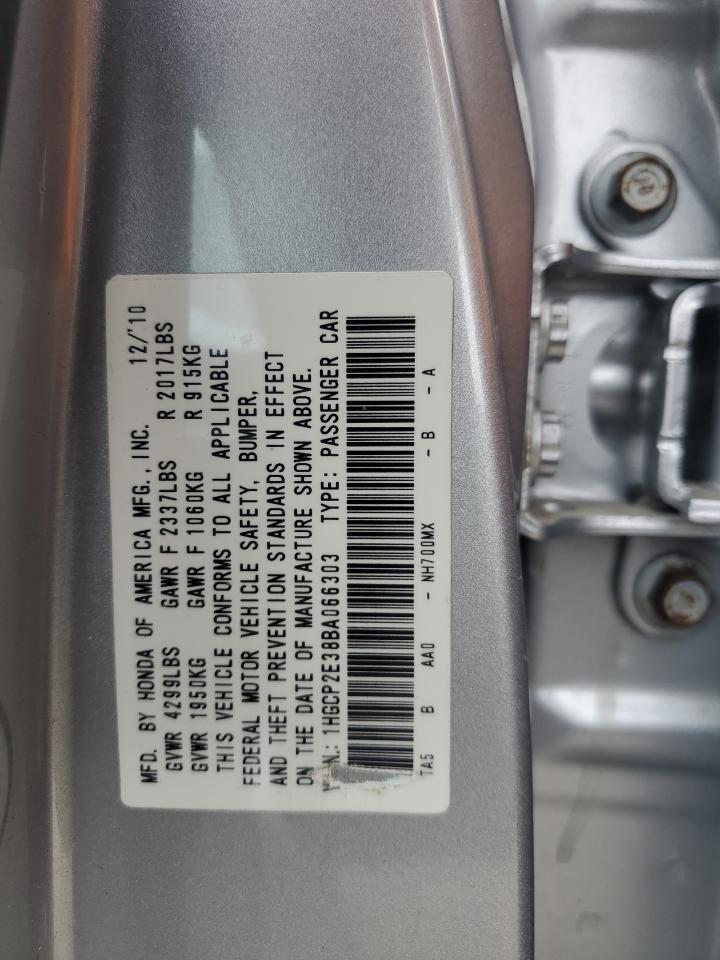 MFD. BY HONDA OF AMERICA MFG., INC. 12/'10
GVWR 4299LBS GAWR F 2337LBS R 2017LBS
GVWR 1950KG GAWR F 1060KG R 915KG
THIS VEHICLE CONFORMS TO ALL APPLICABLE
FEDERAL MOTOR VEHICLE SAFETY, BUMPER,
AND THEFT PREVENTION STANDARDS IN EFFECT
ON THE DATE OF MANUFACTURE SHOWN ABOVE.
V.I.N.: 1HGCP2E38BA066303 TYPE: PASSENGER CAR
TA5 B AA0 - NH700MX - B - A